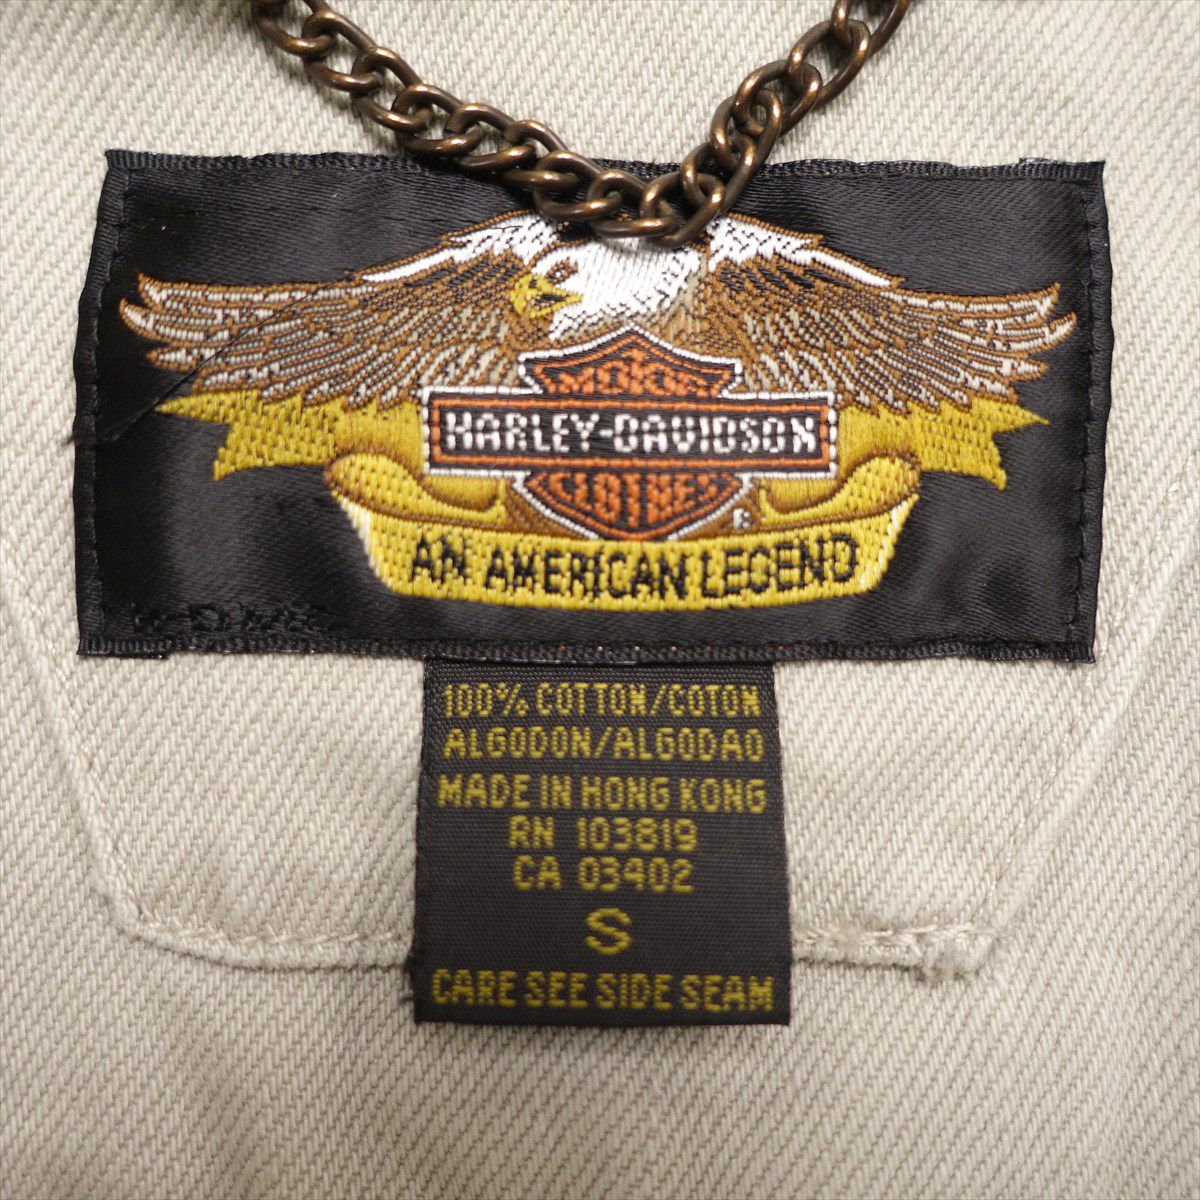 MOTOR
HARLEY-DAVIDSON
CLOTHES
®
AN AMERICAN LEGEND
100% COTTON/COTON
ALGODON/ALGODAO
MADE IN HONG KONG
RN 103819
CA 03402
S
CARE SEE SIDE SEAM